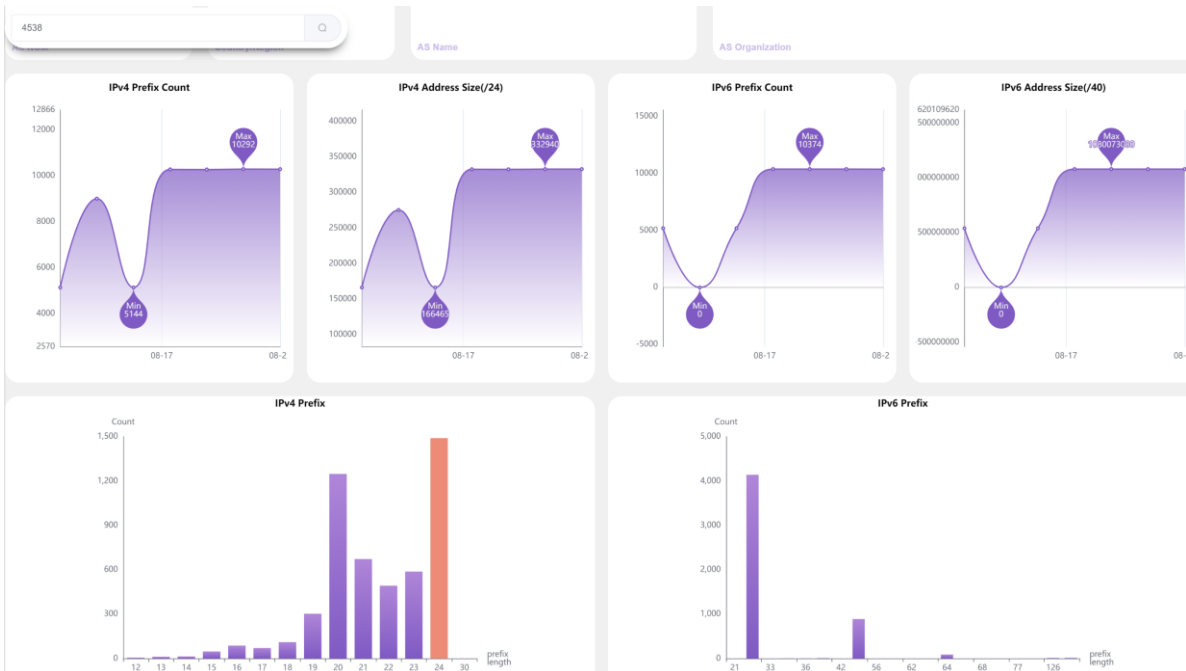 4538
AS Name
AS Organization
IPv4 Prefix Count
12866
12000
10000
8000
6000
4000
2570
Max
10292
Min
5144
08-17
08-2
IPv4 Address Size(/24)
400000
350000
300000
250000
200000
150000
100000
Max
332940
Min
166465
08-17
08-2
IPv6 Prefix Count
15000
10000
5000
0
-5000
Max
10374
Min
0
08-17
08-2
IPv6 Address Size(/40)
620109620
500000000
000000000
500000000
0
-500000000
Max
Min
0
08-17
08-
IPv4 Prefix
Count
1,500
1,200
900
600
300
0
12 13 14 15 16 17 18 19 20 21 22 23 24 30
prefix
length
IPv6 Prefix
Count
5,000
4,000
3,000
2,000
1,000
0
21 33 36 42 56 62 64 68 77 126
prefix
length